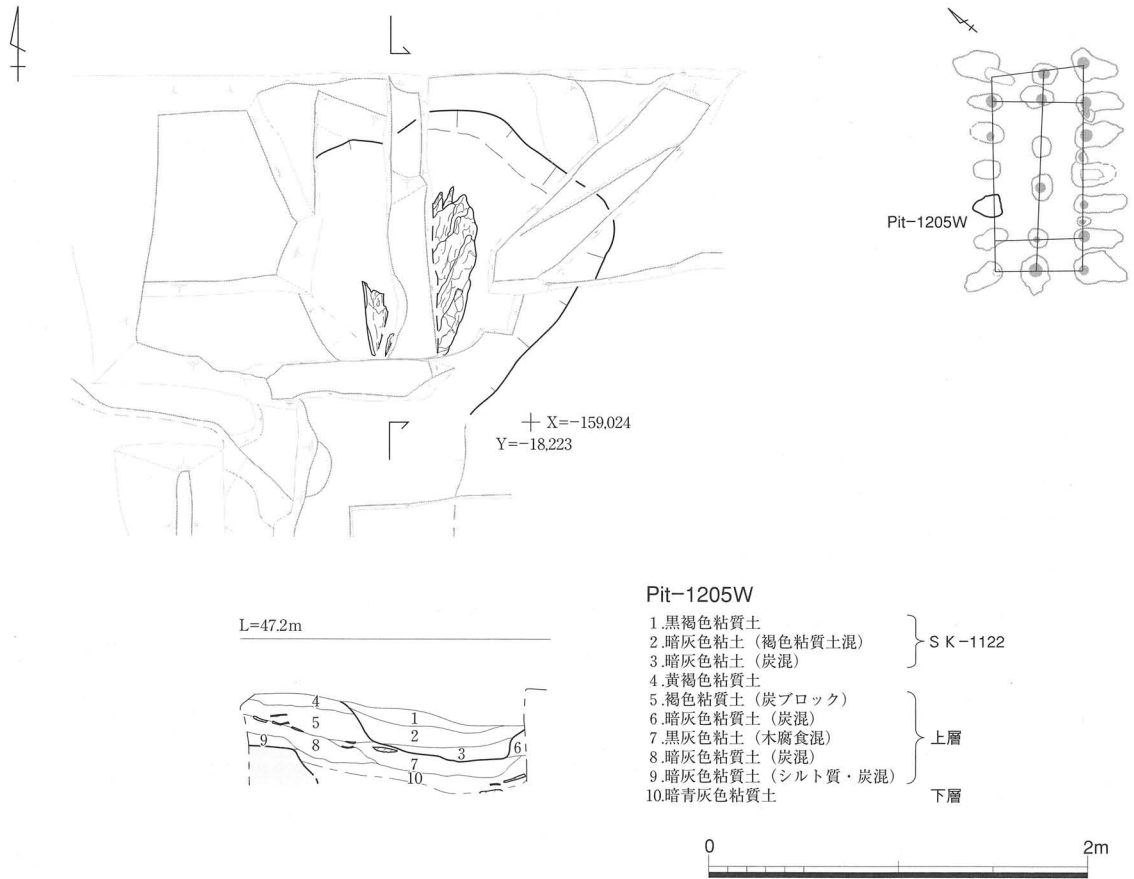 Pit-1205W
X=-159,024
Y=-18,223
L=47.2m
4
1
5
2
9
8
3
6
7
10
Pit-1205W
1.黒褐色粘質土
2.暗灰色粘土（褐色粘質土混）
3.暗灰色粘土（炭混）
SK-1122
4.黄褐色粘質土
5.褐色粘質土（炭ブロック）
6.暗灰色粘質土（炭混）
7.黒灰色粘土（木腐食混）
8.暗灰色粘質土（炭混）
9.暗灰色粘質土（シルト質・炭混）
上層
10.暗青灰色粘質土 下層
0 2m